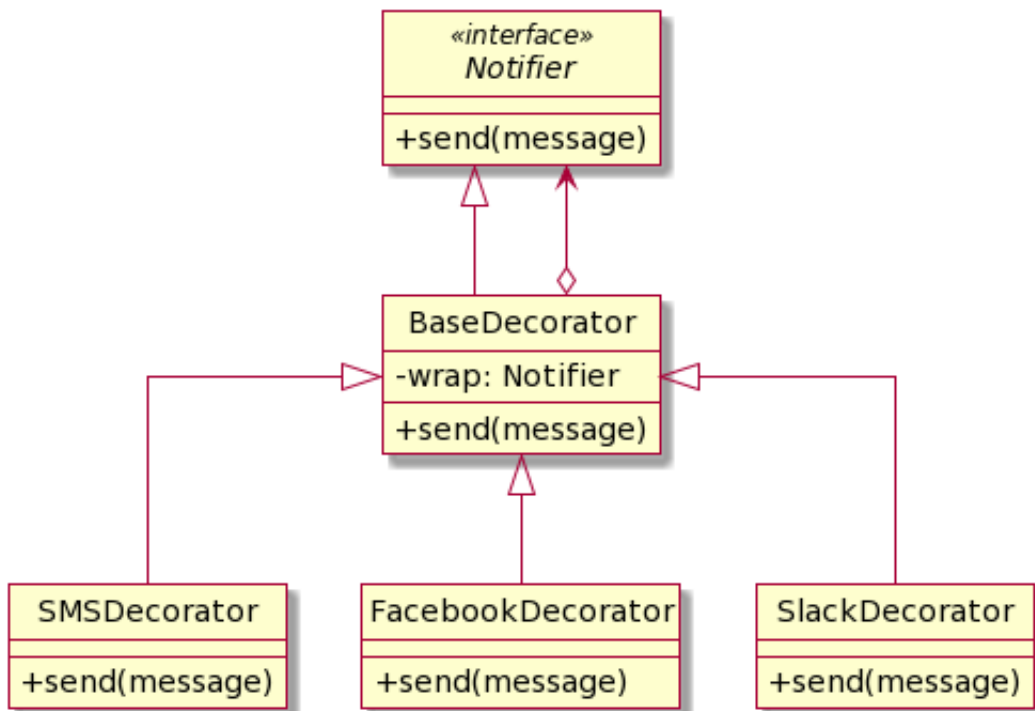 «interface»
Notifier
+send(message)
BaseDecorator
-wrap: Notifier
+send(message)
SMSDecorator
+send(message)
FacebookDecorator
+send(message)
SlackDecorator
+send(message)